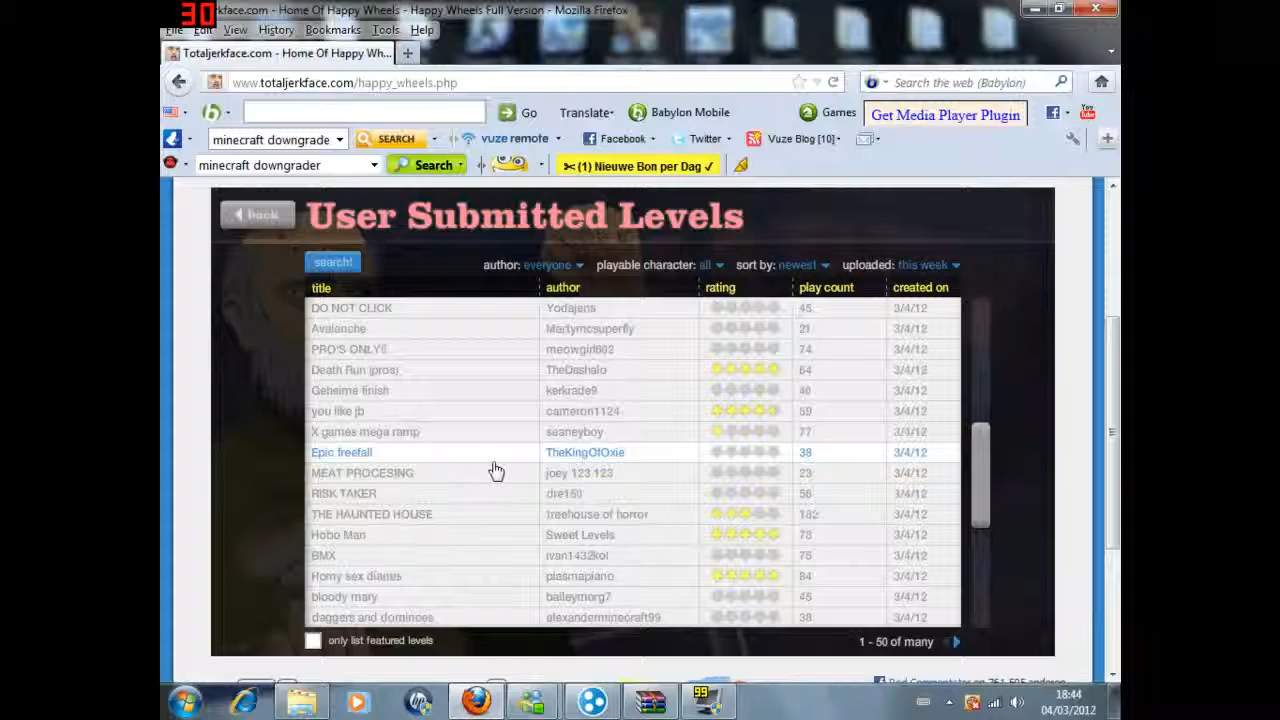 30
rkface.com - Home Of Happy Wheels - Happy Wheels Full Version - Mozilla Firefox
File Edit View History Bookmarks Tools Help
Totaljerkface.com - Home Of Happy Wh...
www.totaljerkface.com/happy_wheels.php
Search the web (Babylon)
Go Translate Babylon Mobile Games Get Media Player Plugin
minecraft downgrade SEARCH vuze remote Facebook Twitter Vuze Blog [10]
minecraft downgrader Search (1) Nieuwe Bon per Dag
back User Submitted Levels
search! author: everyone playable character: all sort by: newest uploaded: this week
title author rating play count created on
DO NOT CLICK Yodajens 45 3/4/12
Avalanche Martymcsuperfly 21 3/4/12
PRO'S ONLY!! meowgirl602 74 3/4/12
Death Run (pros) TheDashalo 64 3/4/12
Geheime finish kerkrade9 46 3/4/12
you like jb cameron1124 59 3/4/12
X games mega ramp seaneyboy 77 3/4/12
Epic freefall TheKingOfOxie 38 3/4/12
MEAT PROCESING joey 123 123 23 3/4/12
RISK TAKER dre150 56 3/4/12
THE HAUNTED HOUSE treehouse of horror 182 3/4/12
Hobo Man Sweet Levels 73 3/4/12
BMX ivan1432kol 75 3/4/12
plasmapiano 84 3/4/12
bloody mary baileymorg7 45 3/4/12
daggers and dominoes alexanderminecraft99 38 3/4/12
only list featured levels 1 - 50 of many
99
18:44
04/03/2012